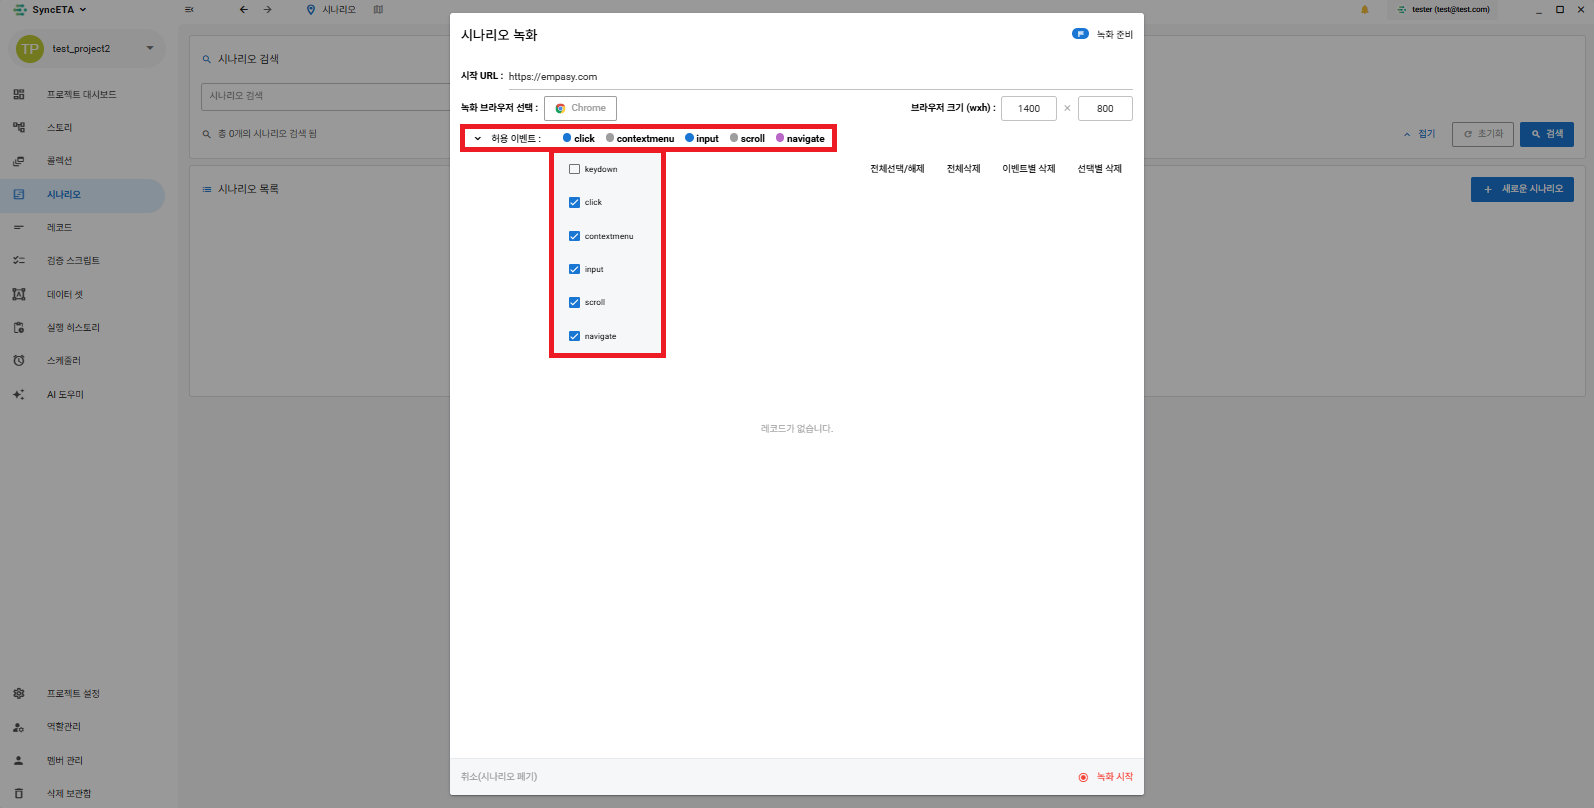 SyncETA
시나리오
tester (test@test.com)
TP test_project2
프로젝트 대시보드
스토리
콜렉션
시나리오
레코드
검증 스크립트
데이터 셋
실행 히스토리
스케줄러
AI 도우미
프로젝트 설정
역할관리
멤버 관리
삭제 보관함
시나리오 검색
시나리오 검색
총 0개의 시나리오 검색 됨
접기
초기화
검색
시나리오 목록
+ 새로운 시나리오
시나리오 녹화
녹화 준비
시작 URL : https://empasy.com
녹화 브라우저 선택 : Chrome
브라우저 크기 (wxh) : 1400 × 800
허용 이벤트 : click contextmenu input scroll navigate
keydown
click
contextmenu
input
scroll
navigate
전체선택/해제 전체삭제 이벤트별 삭제 선택별 삭제
레코드가 없습니다.
취소(시나리오 폐기)
녹화 시작